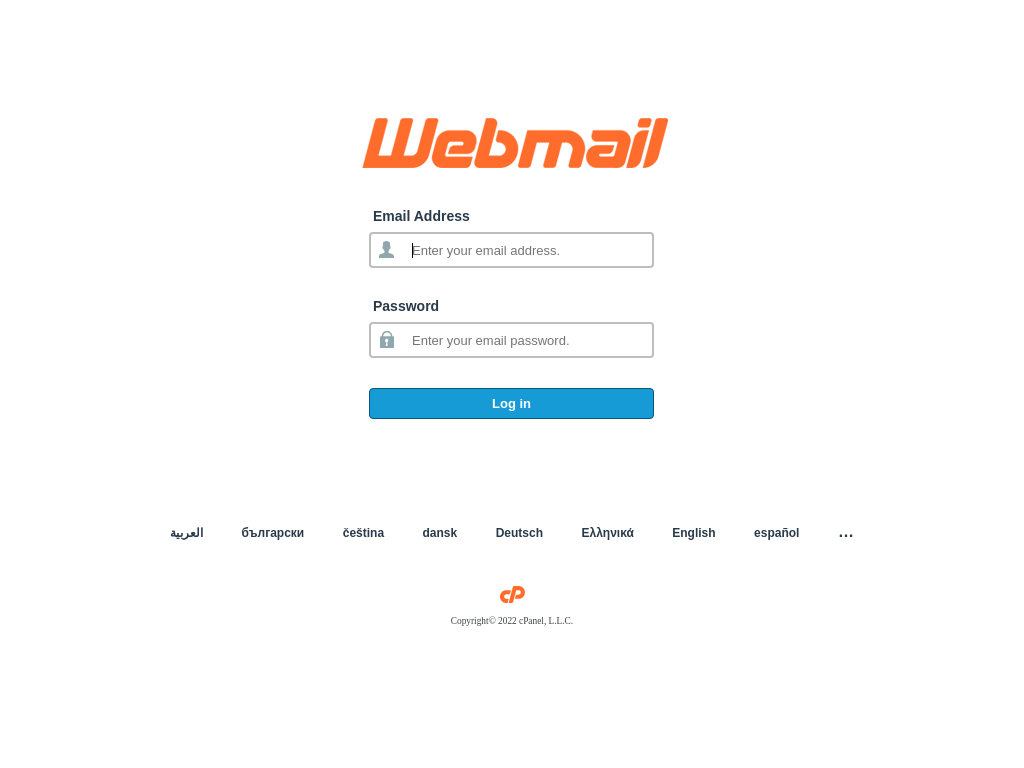 Webmail
Email Address
Enter your email address.
Password
Enter your email password.
Log in
العربية български čeština dansk Deutsch Ελληνικά English español ...
cP
Copyright© 2022 cPanel, L.L.C.